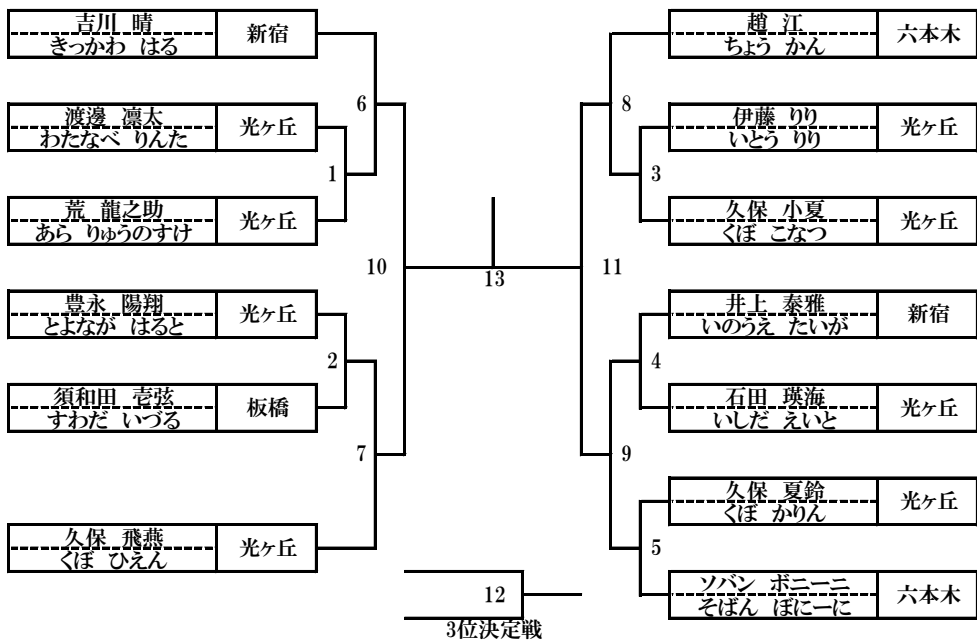 吉川 晴
きっかわ はる
新宿
6
渡邊 凛太
わたなべ りんた
光ヶ丘
1
荒 龍之助
あら りゅうのすけ
光ヶ丘
10
豊永 陽翔
とよなが はると
光ヶ丘
2
須和田 壱弦
すわだ いづる
板橋
7
久保 飛燕
くぼ ひえん
光ヶ丘
13
12
3位決定戦
趙 江
ちょう かん
六本木
8
伊藤 りり
いとう りり
光ヶ丘
3
久保 小夏
くぼ こなつ
光ヶ丘
11
井上 泰雅
いのうえ たいが
新宿
4
石田 瑛海
いしだ えいと
光ヶ丘
9
久保 夏鈴
くぼ かりん
光ヶ丘
5
ソバン ボニーニ
そばん ぼにーに
六本木